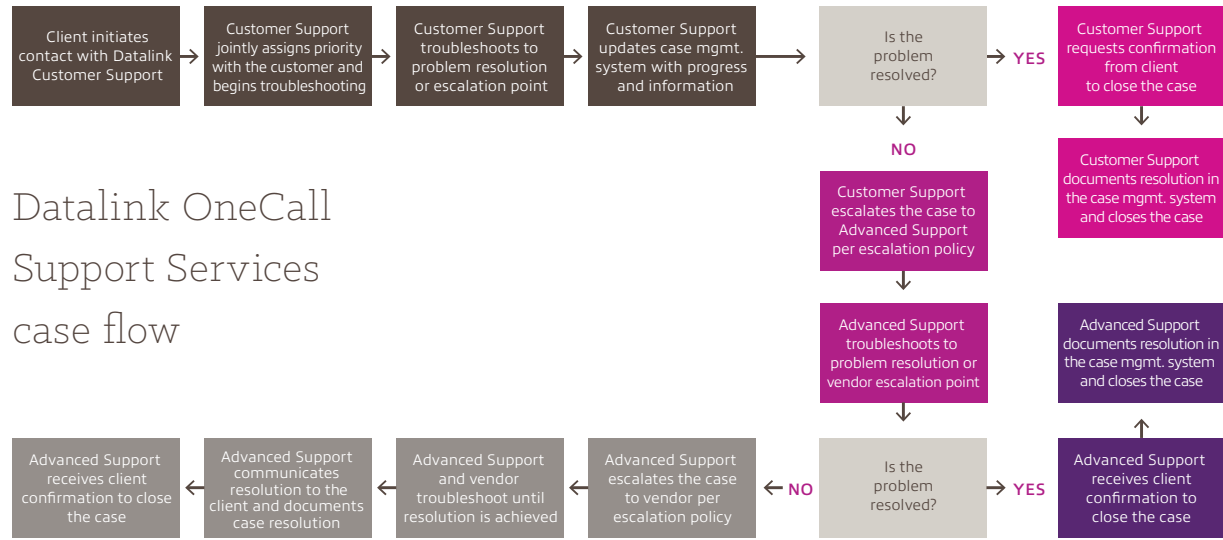 Client initiates
contact with Datalink
Customer Support
Customer Support
jointly assigns priority
with the customer and
begins troubleshooting
Customer Support
troubleshoots to
problem resolution
or escalation point
Customer Support
updates case mgmt.
system with progress
and information
Is the
problem
resolved?
YES
Customer Support
requests confirmation
from client
to close the case
NO
Customer Support
documents resolution in
the case mgmt. system
and closes the case
Datalink OneCall
Support Services
case flow
Customer Support
escalates the case to
Advanced Support
per escalation policy
Advanced Support
troubleshoots to
problem resolution or
vendor escalation point
Advanced Support
documents resolution in
the case mgmt. system
and closes the case
Advanced Support
receives client
confirmation to close
the case
Advanced Support
communicates
resolution to the
client and documents
case resolution
Advanced Support
and vendor
troubleshoot until
resolution is achieved
Advanced Support
escalates the case
to vendor per
escalation policy
NO
Is the
problem
resolved?
YES
Advanced Support
receives client
confirmation to
close the case